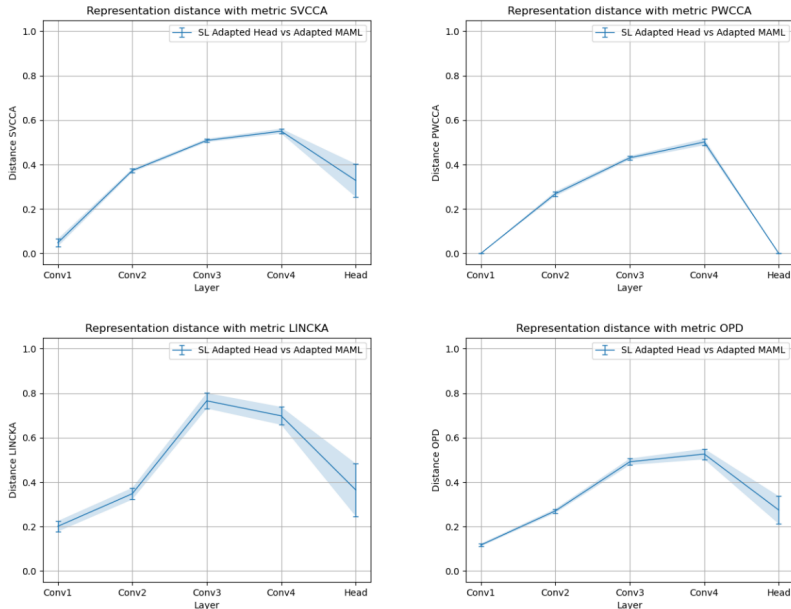 Representation distance with metric SVCCA
SL Adapted Head vs Adapted MAML
1.0
0.8
0.6
0.4
0.2
0.0
Distance SVCCA
Conv1 Conv2 Conv3 Conv4 Head
Layer
Representation distance with metric PWCCA
SL Adapted Head vs Adapted MAML
1.0
0.8
0.6
0.4
0.2
0.0
Distance PWCCA
Conv1 Conv2 Conv3 Conv4 Head
Layer
Representation distance with metric LINCKA
SL Adapted Head vs Adapted MAML
1.0
0.8
0.6
0.4
0.2
0.0
Distance LINCKA
Conv1 Conv2 Conv3 Conv4 Head
Layer
Representation distance with metric OPD
SL Adapted Head vs Adapted MAML
1.0
0.8
0.6
0.4
0.2
0.0
Distance OPD
Conv1 Conv2 Conv3 Conv4 Head
Layer